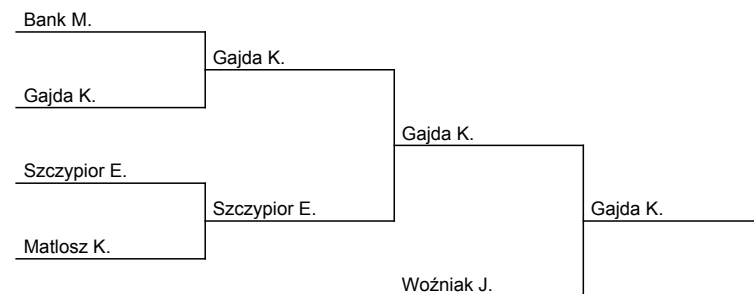 Bank M.
Gajda K.
Gajda K.
Gajda K.
Szczypior E.
Szczypior E.
Gajda K.
Matlosz K.
Woźniak J.